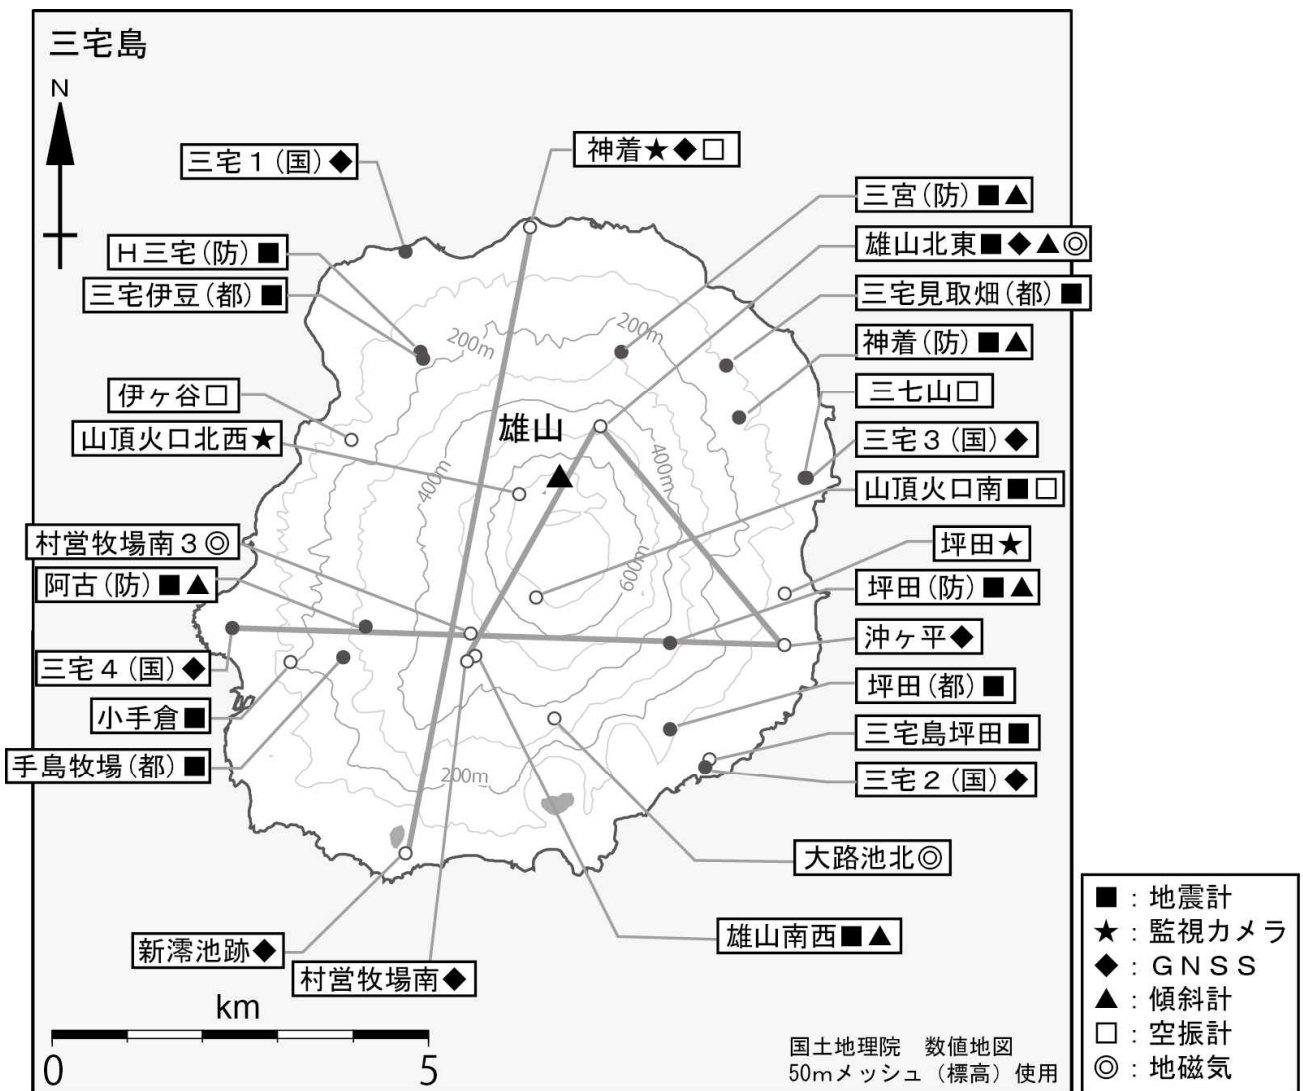 三宅島
N
神着★◆□
三宅1(国)◆
三宮(防)■▲
H三宅(防)■
雄山北東■◆▲◎
三宅伊豆(都)■
三宅見取畑(都)■
200m
200m
神着(防)■▲
伊ヶ谷□
三七山□
山頂火口北西★
雄山
三宅3(国)◆
400m
400m
山頂火口南■□
村営牧場南3◎
坪田★
600m
阿古(防)■▲
坪田(防)■▲
沖ヶ平◆
三宅4(国)◆
坪田(都)■
小手倉■
三宅島坪田■
手島牧場(都)■
200m
三宅2(国)◆
大路池北◎
新澪池跡◆
雄山南西■▲
村営牧場南◆
km
0 5
国土地理院 数値地図
50mメッシュ(標高)使用
■:地震計
★:監視カメラ
◆:GNSS
▲:傾斜計
□:空振計
◎:地磁気